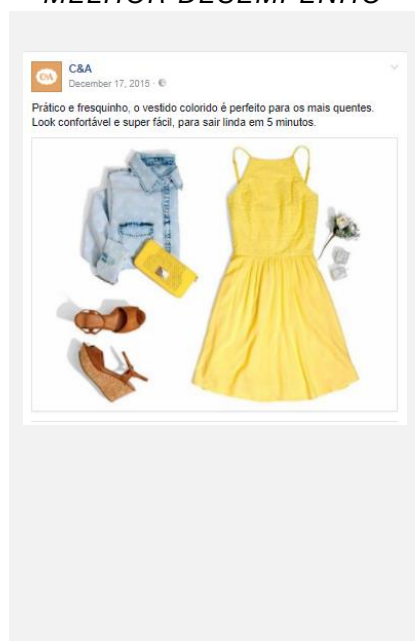 MELHOR DESEMPENHO
C&A
C&A
December 17, 2015 ·
Prático e fresquinho, o vestido colorido é perfeito para os mais quentes.
Look confortável e super fácil, para sair linda em 5 minutos.